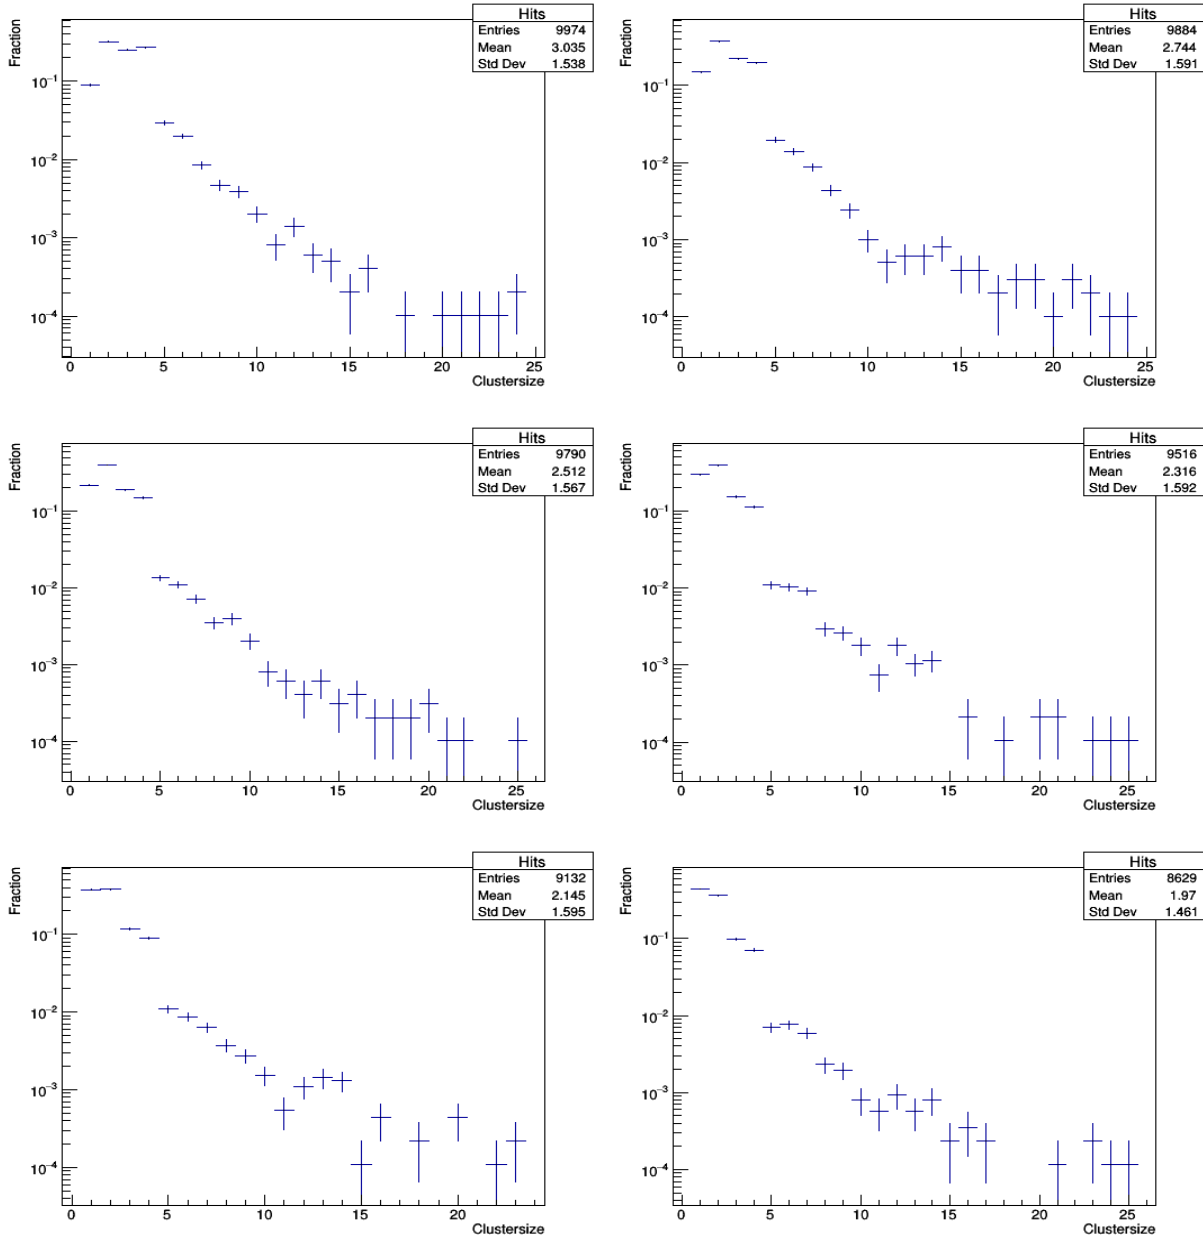 Hits
Entries 9974
Mean 3.035
Std Dev 1.538
Fraction
10⁻¹
10⁻²
10⁻³
10⁻⁴
0 5 10 15 20 25
Clustersize
Hits
Entries 9884
Mean 2.744
Std Dev 1.591
Fraction
10⁻¹
10⁻²
10⁻³
10⁻⁴
0 5 10 15 20 25
Clustersize
Hits
Entries 9790
Mean 2.512
Std Dev 1.567
Fraction
10⁻¹
10⁻²
10⁻³
10⁻⁴
0 5 10 15 20 25
Clustersize
Hits
Entries 9516
Mean 2.316
Std Dev 1.592
Fraction
10⁻¹
10⁻²
10⁻³
10⁻⁴
0 5 10 15 20 25
Clustersize
Hits
Entries 9132
Mean 2.145
Std Dev 1.595
Fraction
10⁻¹
10⁻²
10⁻³
10⁻⁴
0 5 10 15 20
Clustersize
Hits
Entries 8629
Mean 1.97
Std Dev 1.461
Fraction
10⁻¹
10⁻²
10⁻³
10⁻⁴
0 5 10 15 20 25
Clustersize